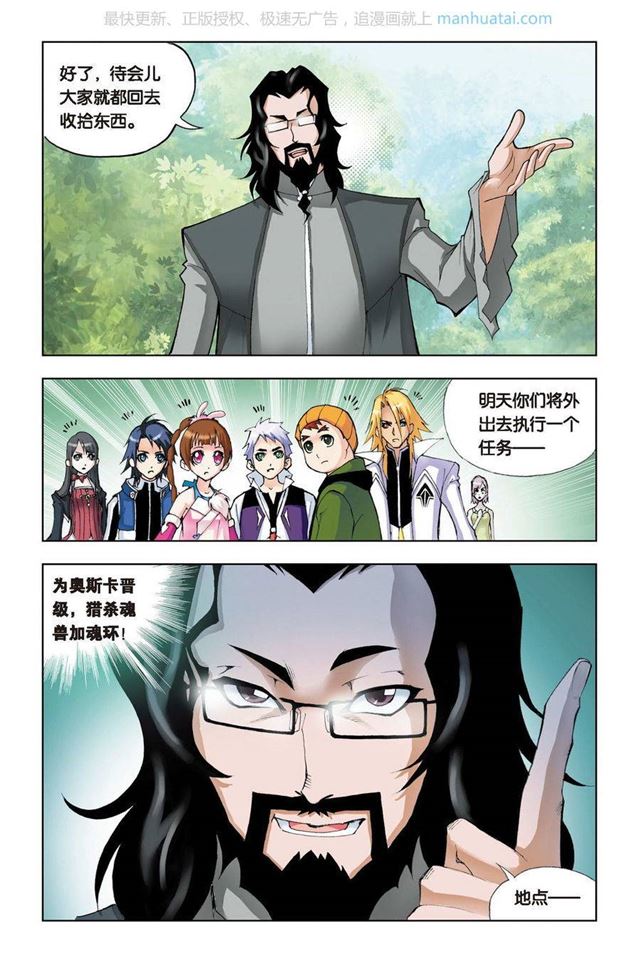 最快更新、正版授权、极速无广告，追漫画就上 manhuatai.com
好了，待会儿
大家就都回去
收拾东西。
明天你们将外
出去执行一个
任务——
为奥斯卡晋
级，猎杀魂
兽加魂环！
地点——